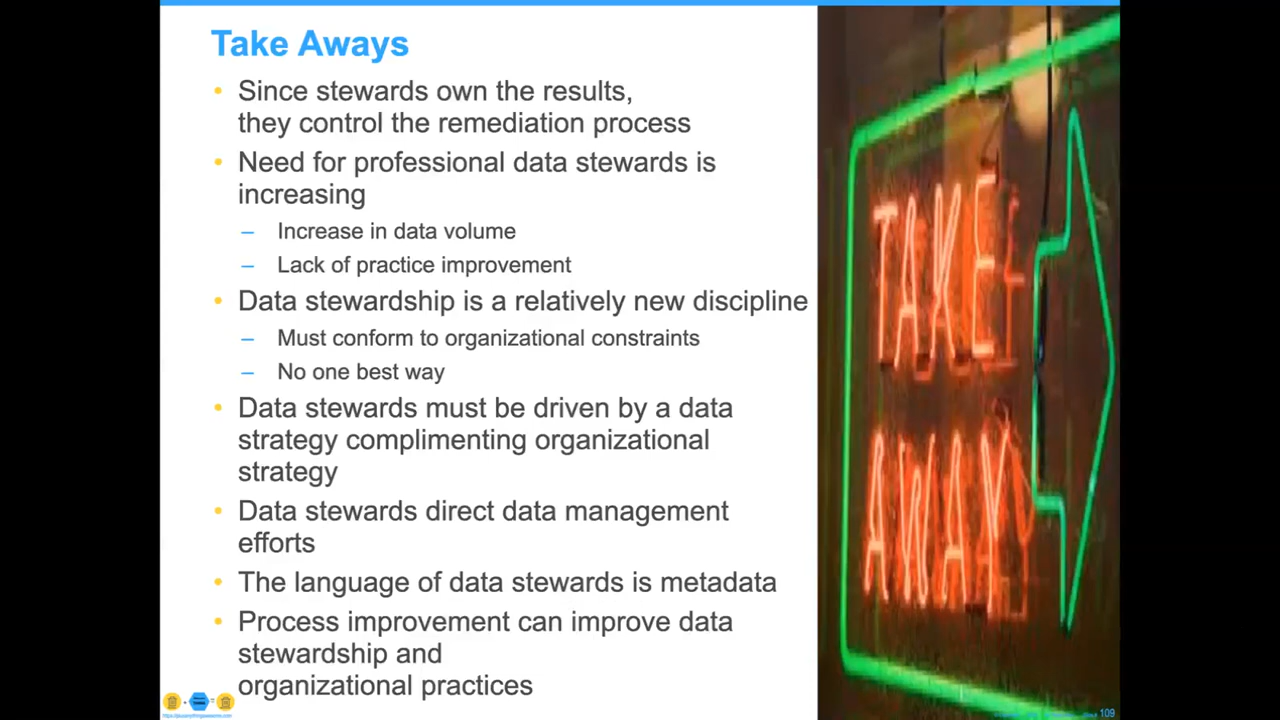 Take Aways
• Since stewards own the results,
they control the remediation process
• Need for professional data stewards is
increasing
– Increase in data volume
– Lack of practice improvement
• Data stewardship is a relatively new discipline
– Must conform to organizational constraints
– No one best way
• Data stewards must be driven by a data
strategy complimenting organizational
strategy
• Data stewards direct data management
efforts
• The language of data stewards is metadata
• Process improvement can improve data
stewardship and
organizational practices
TAKE
AWAY
109